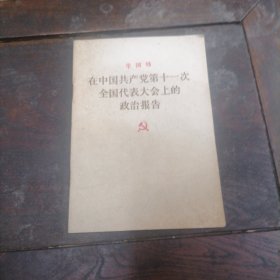 华国锋
在中国共产党第十一次
全国代表大会上的
政治报告